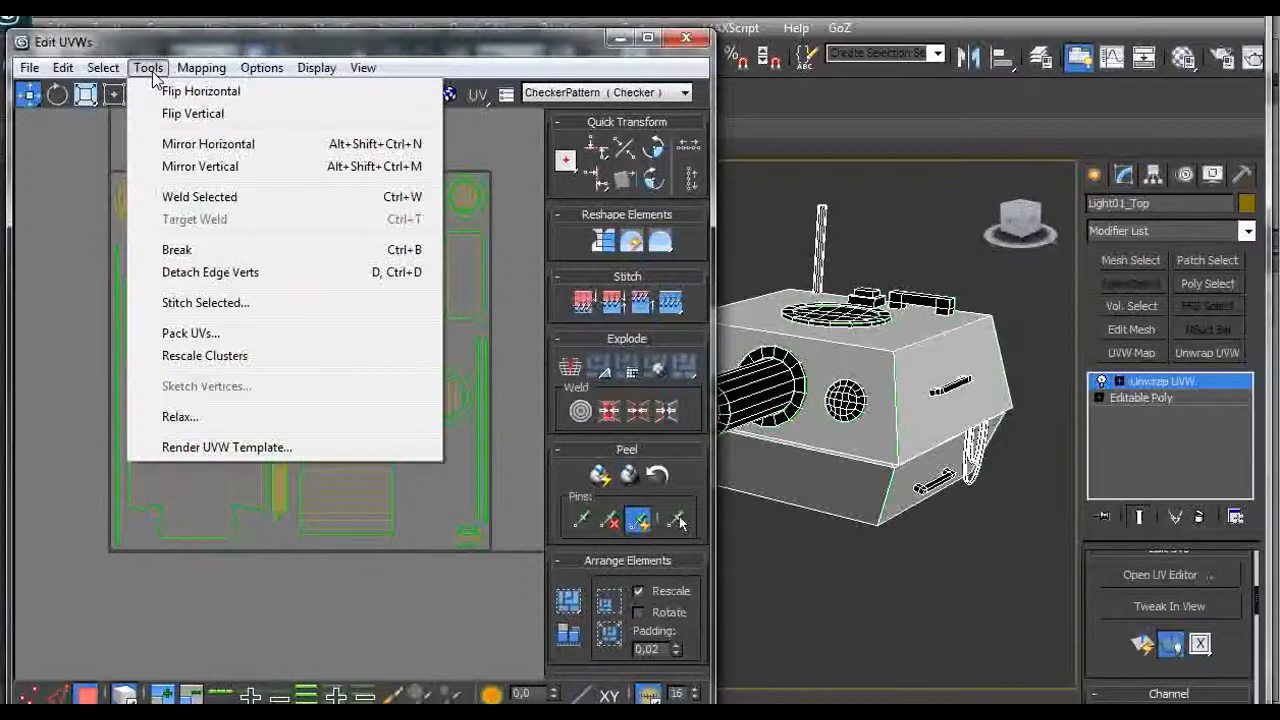 AXScript Help GoZ
Edit UVWs
File Edit Select Tools Mapping Options Display View
Create Selection Se
ABC
UV
CheckerPattern ( Checker )
Flip Horizontal
Flip Vertical
Mirror Horizontal Alt+Shift+Ctrl+N
Mirror Vertical Alt+Shift+Ctrl+M
Weld Selected Ctrl+W
Target Weld Ctrl+T
Break Ctrl+B
Detach Edge Verts D, Ctrl+D
Stitch Selected...
Pack UVs...
Rescale Clusters
Sketch Vertices...
Relax...
Render UVW Template...
Quick Transform
Reshape Elements
Stitch
Explode
Weld
Peel
Pins:
Arrange Elements
Rescale
Rotate
Padding:
0,02
0,0
XY
16
Light01_Top
Modifier List
Mesh Select Patch Select
Poly Select
Vol. Select
Edit Mesh
UVW Map Unwrap UVW
Unwrap UVW
Editable Poly
Open UV Editor ...
Tweak In View
Channel